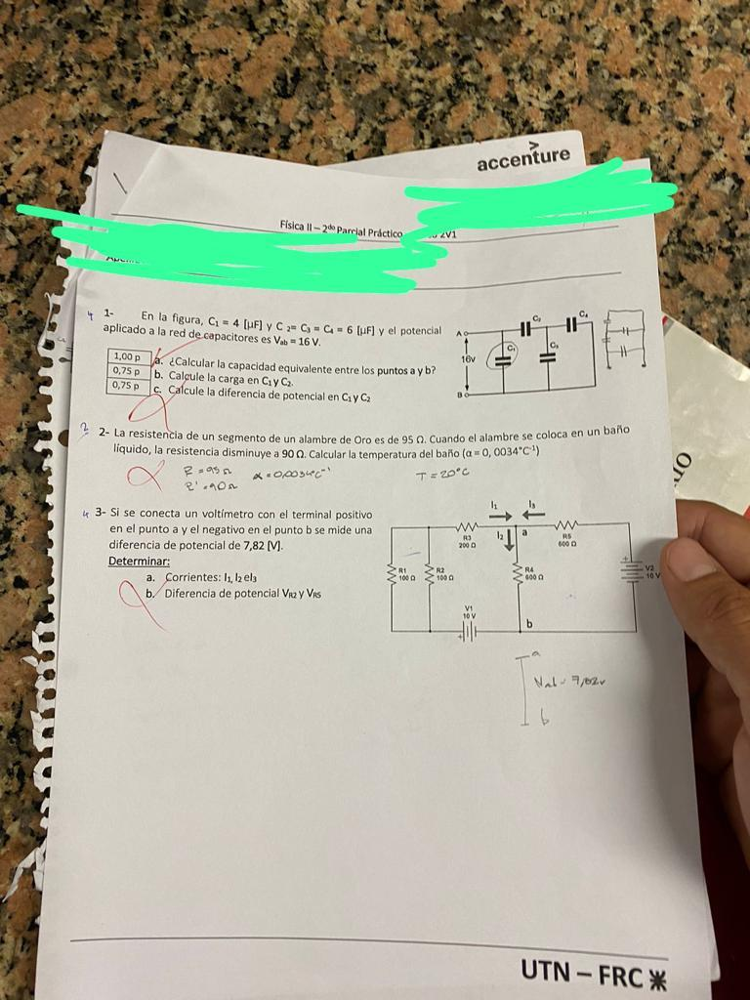 accenture
Física II – 2do Parcial Práctico
2V1
4 1- En la figura, C1 = 4 [µF] y C 2= C3 = C4 = 6 [µF] y el potencial
aplicado a la red de capacitores es Vab = 16 V.
1,00 p a. ¿Calcular la capacidad equivalente entre los puntos a y b?
0,75 p b. Calcule la carga en C1 y C2.
0,75 p c. Calcule la diferencia de potencial en C1 y C2
A
16V
B
C1
C2
C3
C4
2 2- La resistencia de un segmento de un alambre de Oro es de 95 Ω. Cuando el alambre se coloca en un baño
líquido, la resistencia disminuye a 90 Ω. Calcular la temperatura del baño (α = 0, 0034°C-1)
R = 95 Ω α = 0,0034°C-1 T = 20°C
R' = 90 Ω
4 3- Si se conecta un voltímetro con el terminal positivo
en el punto a y el negativo en el punto b se mide una
diferencia de potencial de 7,82 [V].
Determinar:
a. Corrientes: I1, I2 eI3
b. Diferencia de potencial VR2 y VR5
I1 I3
I2 a
R3
200 Ω
R5
600 Ω
R1
100 Ω
R2
100 Ω
R4
600 Ω
V2
10 V
V1
10 V
b
a
Vab = 7,82v
b
UTN – FRC
oro